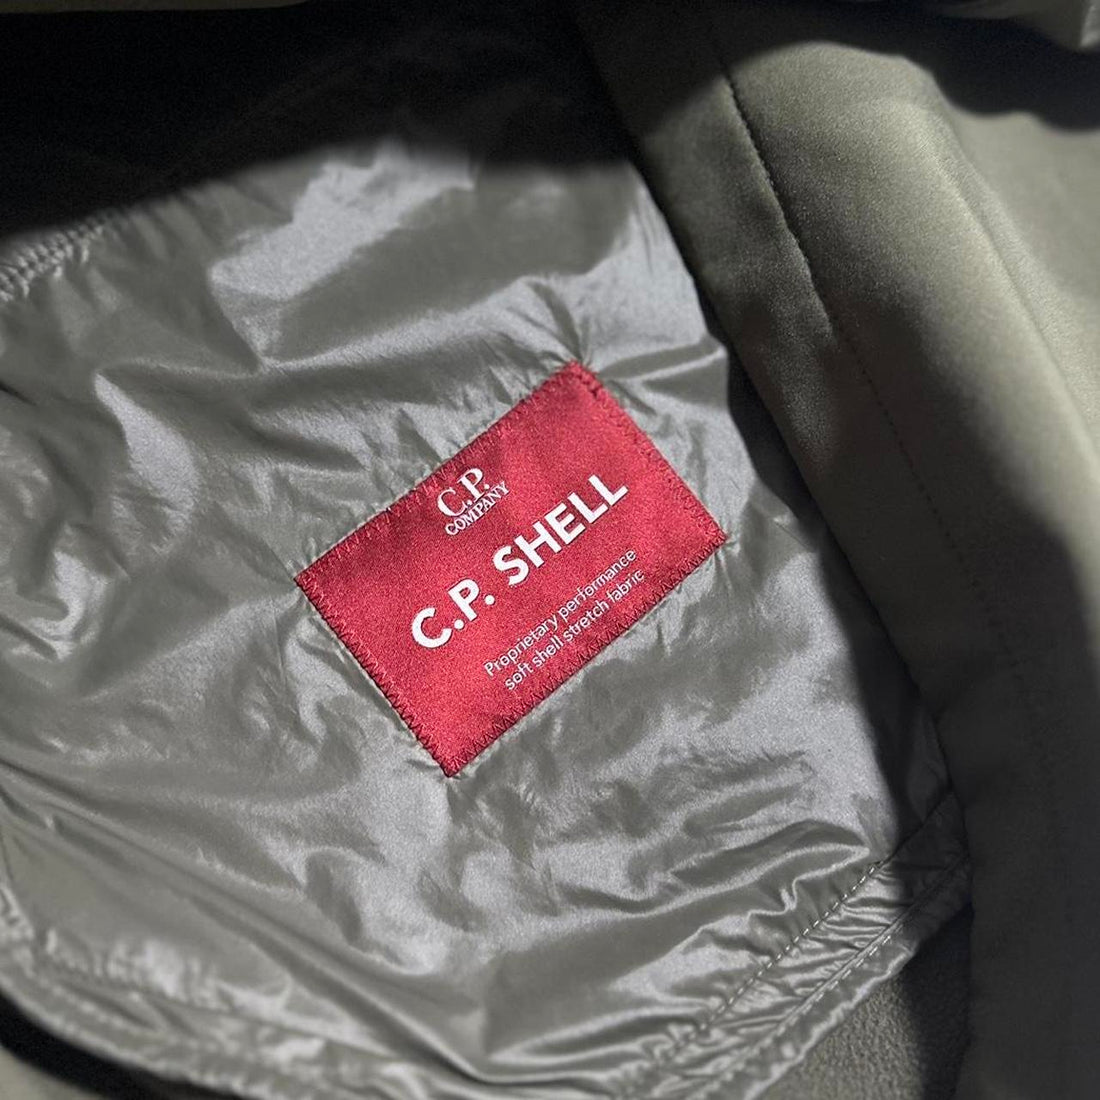 C.P.
COMPANY
C.P. SHELL
Proprietary performance
soft shell stretch fabric